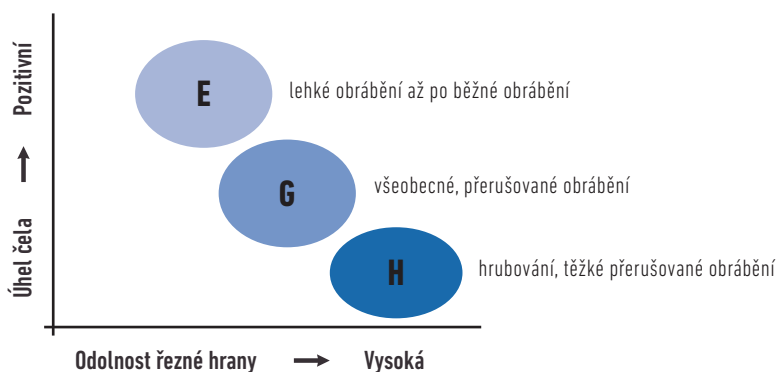 Úhel čela → Pozitivní
E
lehké obrábění až po běžné obrábění
G
všeobecné, přerušované obrábění
H
hrubování, těžké přerušované obrábění
Odolnost řezné hrany → Vysoká